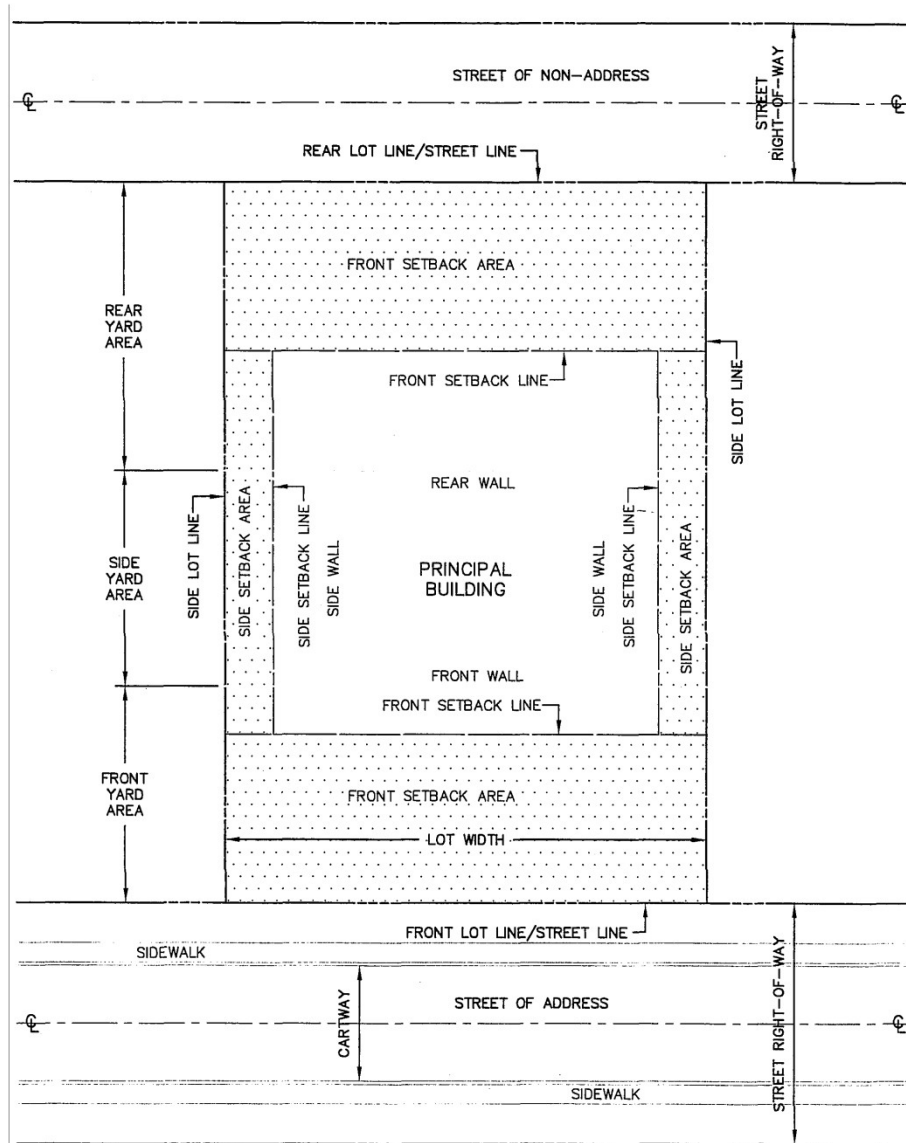 STREET OF NON-ADDRESS
STREET
RIGHT-OF-WAY
℄
℄
REAR LOT LINE/STREET LINE
FRONT SETBACK AREA
REAR
YARD
AREA
FRONT SETBACK LINE
SIDE LOT LINE
REAR WALL
SIDE LOT LINE
SIDE SETBACK AREA
SIDE SETBACK LINE
SIDE WALL
PRINCIPAL
BUILDING
SIDE WALL
SIDE SETBACK LINE
SIDE SETBACK AREA
SIDE
YARD
AREA
FRONT WALL
FRONT SETBACK LINE
FRONT
YARD
AREA
FRONT SETBACK AREA
LOT WIDTH
FRONT LOT LINE/STREET LINE
SIDEWALK
CARTWAY
STREET OF ADDRESS
STREET RIGHT-OF-WAY
℄
℄
SIDEWALK